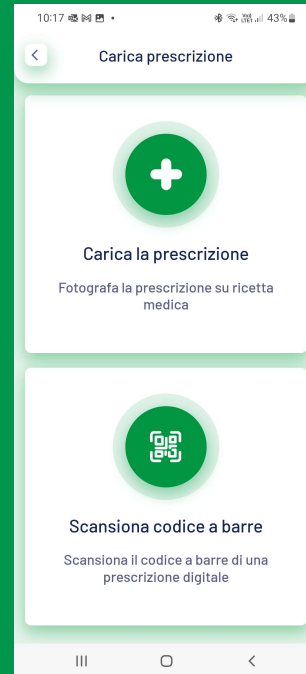 10:17
43%
Carica prescrizione
Carica la prescrizione
Fotografa la prescrizione su ricetta
medica
Scansiona codice a barre
Scansiona il codice a barre di una
prescrizione digitale